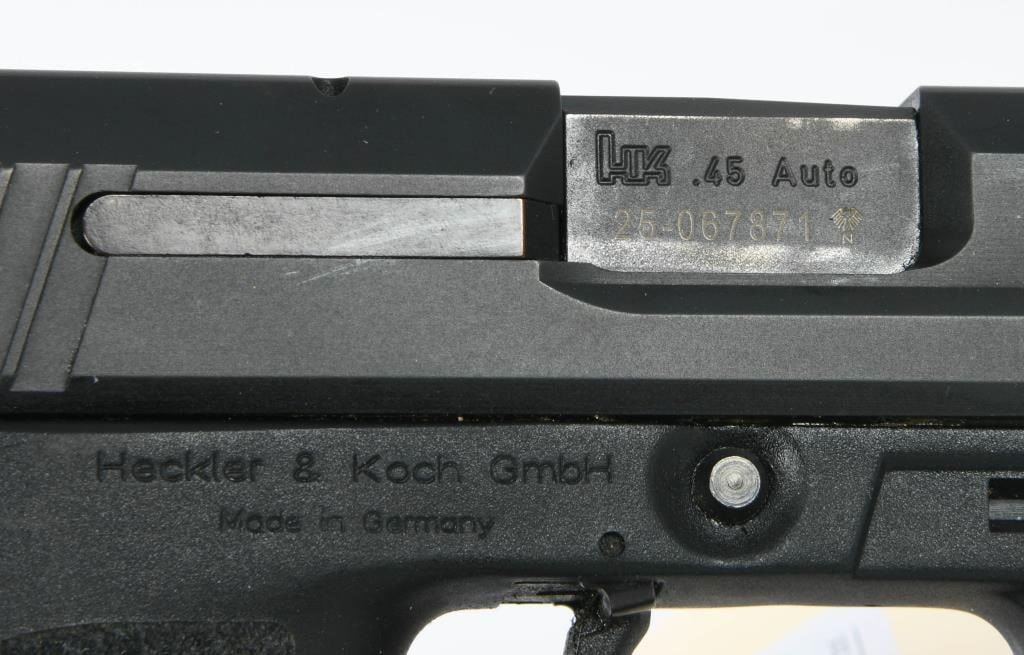 HK .45 Auto
25-067871 N
Heckler & Koch GmbH
Made in Germany